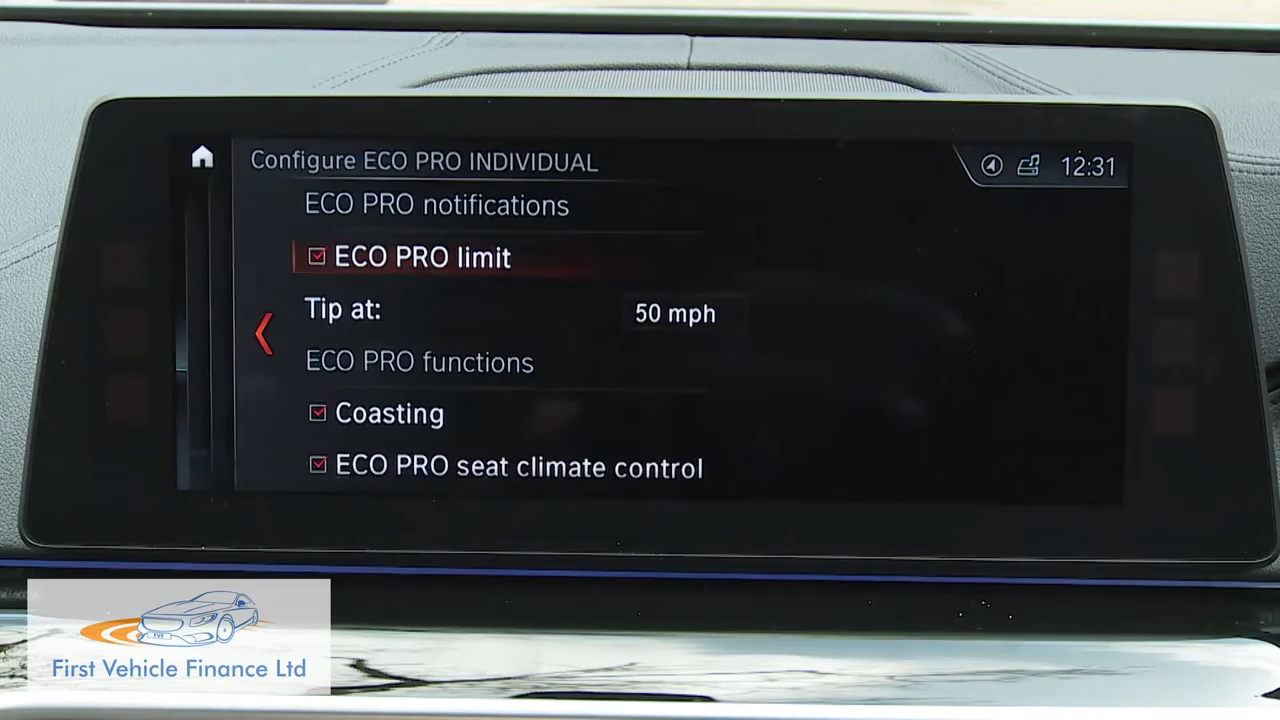 Configure ECO PRO INDIVIDUAL
12:31
ECO PRO notifications
ECO PRO limit
Tip at: 50 mph
ECO PRO functions
Coasting
ECO PRO seat climate control
FVF
First Vehicle Finance Ltd